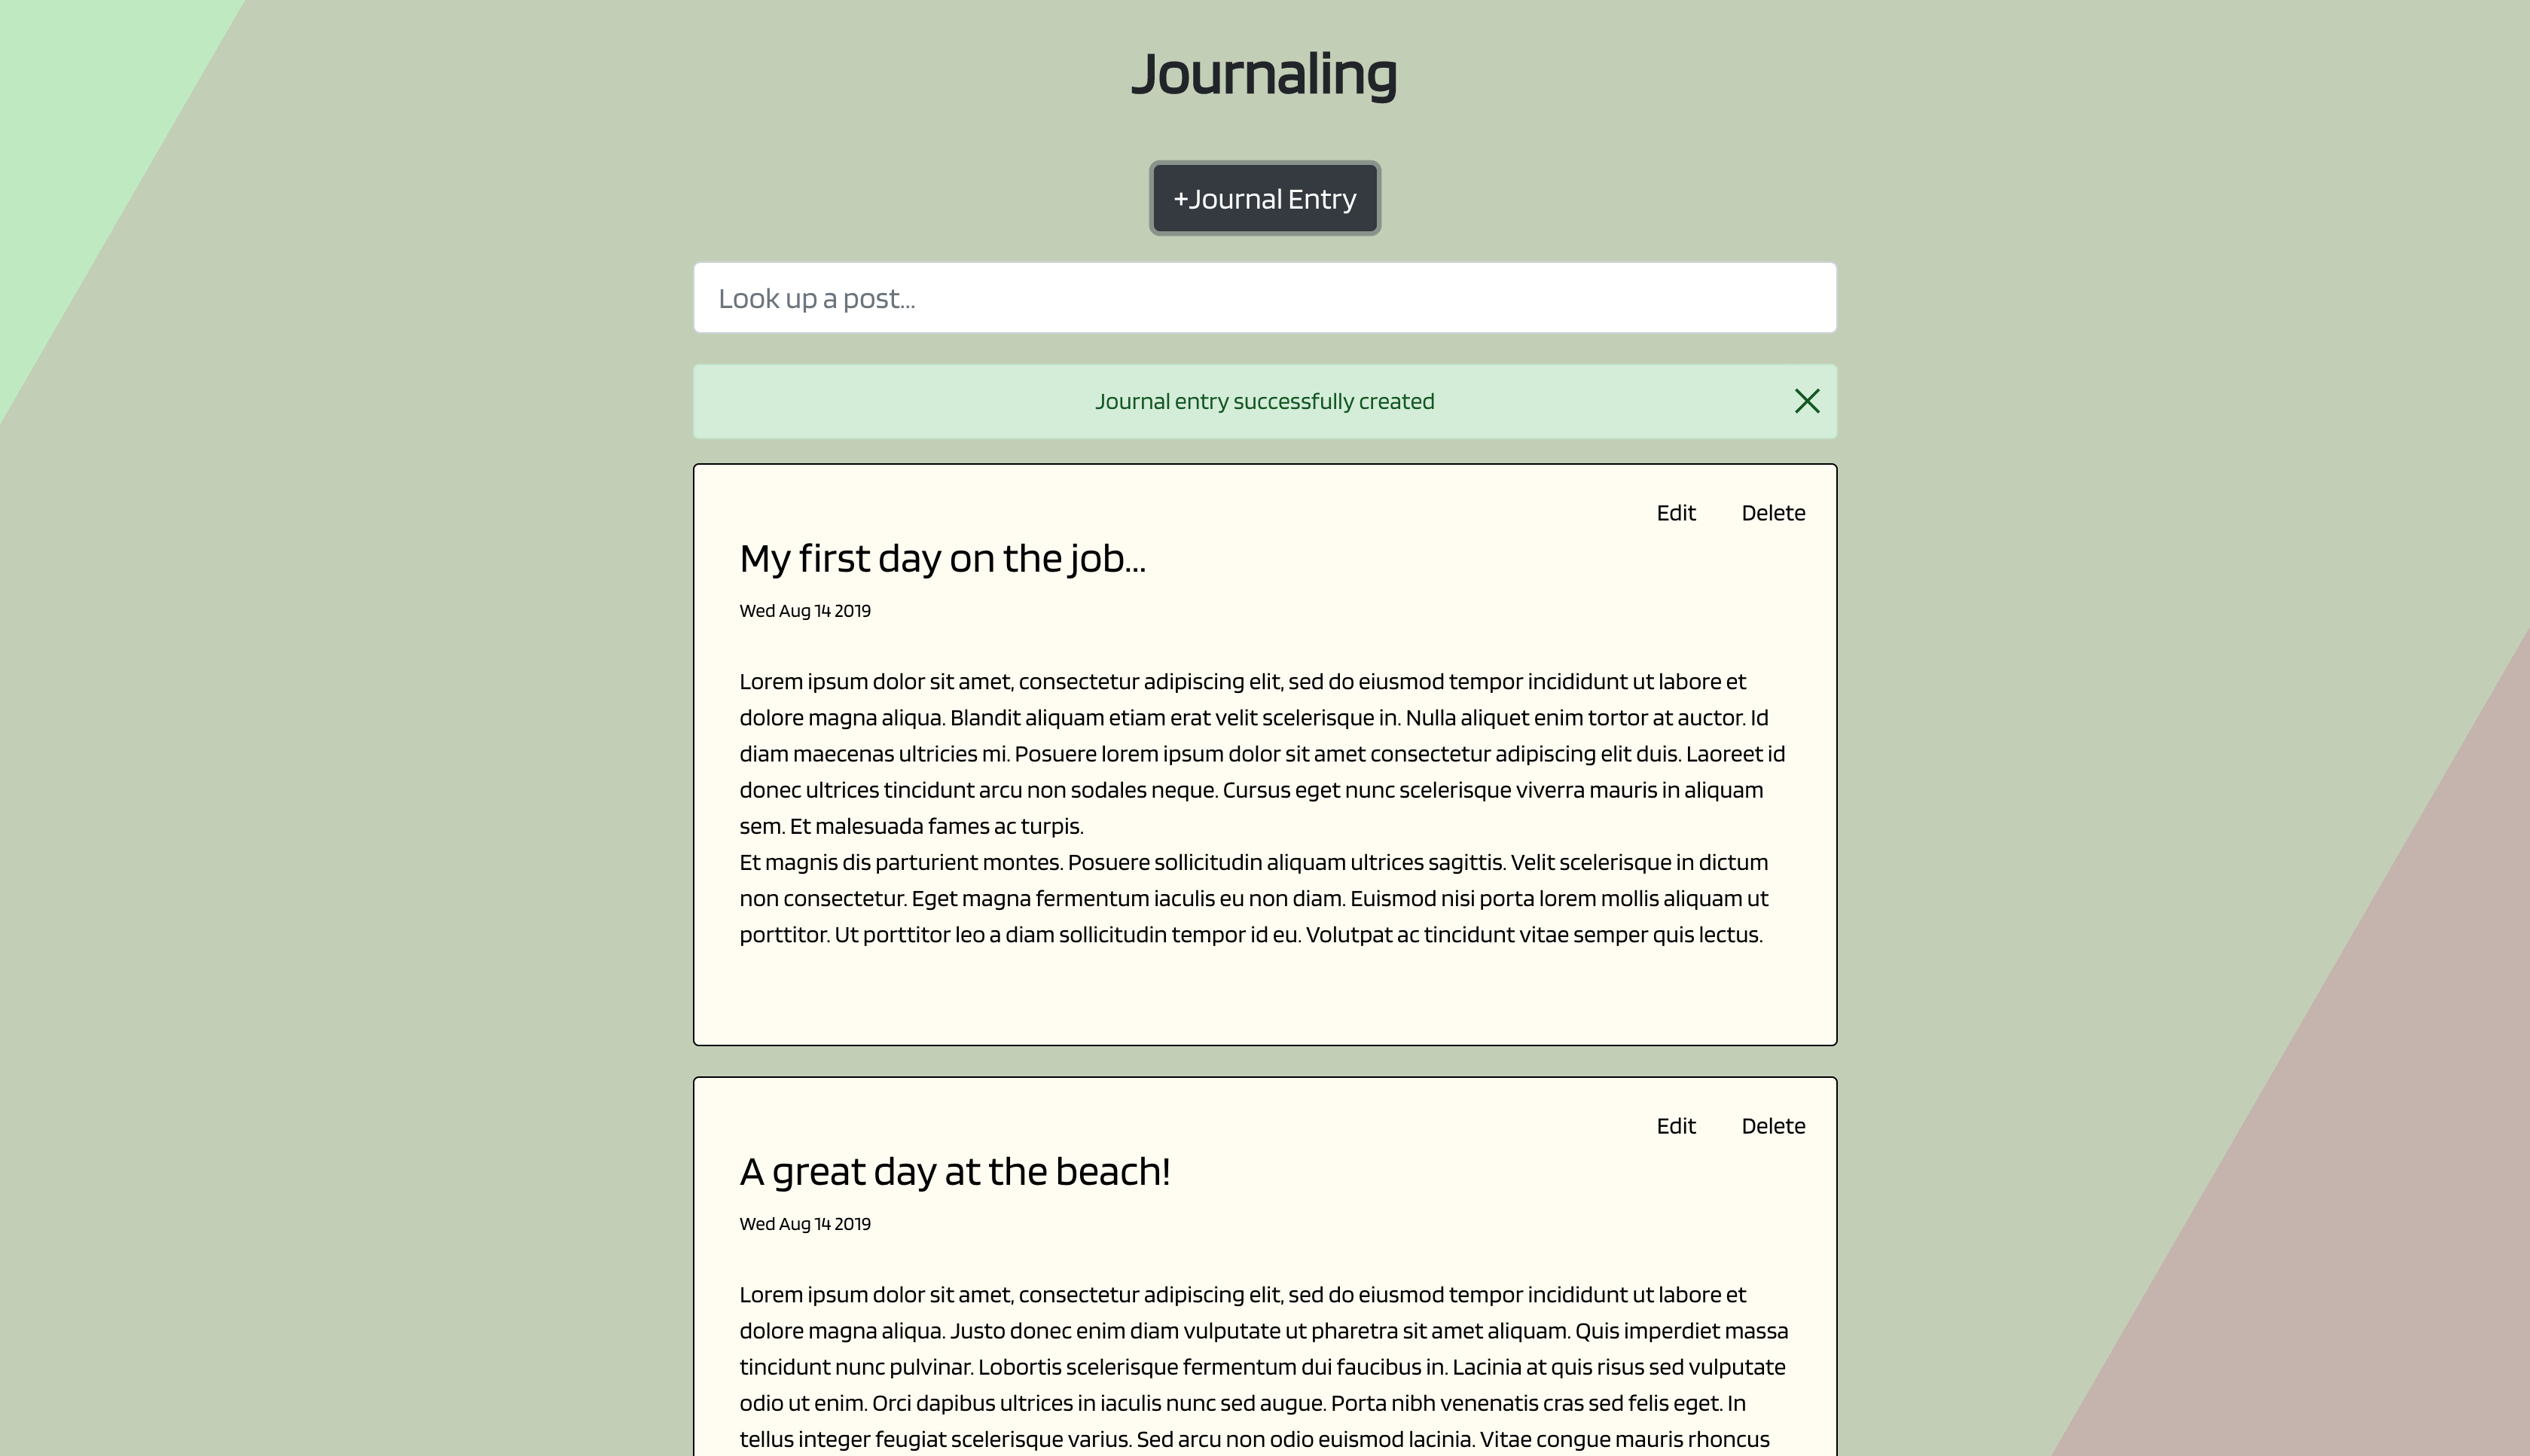 Journaling
+Journal Entry
Look up a post...
Journal entry successfully created
Edit Delete
My first day on the job...
Wed Aug 14 2019
Lorem ipsum dolor sit amet, consectetur adipiscing elit, sed do eiusmod tempor incididunt ut labore et
dolore magna aliqua. Blandit aliquam etiam erat velit scelerisque in. Nulla aliquet enim tortor at auctor. Id
diam maecenas ultricies mi. Posuere lorem ipsum dolor sit amet consectetur adipiscing elit duis. Laoreet id
donec ultrices tincidunt arcu non sodales neque. Cursus eget nunc scelerisque viverra mauris in aliquam
sem. Et malesuada fames ac turpis.
Et magnis dis parturient montes. Posuere sollicitudin aliquam ultrices sagittis. Velit scelerisque in dictum
non consectetur. Eget magna fermentum iaculis eu non diam. Euismod nisi porta lorem mollis aliquam ut
porttitor. Ut porttitor leo a diam sollicitudin tempor id eu. Volutpat ac tincidunt vitae semper quis lectus.
Edit Delete
A great day at the beach!
Wed Aug 14 2019
Lorem ipsum dolor sit amet, consectetur adipiscing elit, sed do eiusmod tempor incididunt ut labore et
dolore magna aliqua. Justo donec enim diam vulputate ut pharetra sit amet aliquam. Quis imperdiet massa
tincidunt nunc pulvinar. Lobortis scelerisque fermentum dui faucibus in. Lacinia at quis risus sed vulputate
odio ut enim. Orci dapibus ultrices in iaculis nunc sed augue. Porta nibh venenatis cras sed felis eget. In
tellus integer feugiat scelerisque varius. Sed arcu non odio euismod lacinia. Vitae congue mauris rhoncus